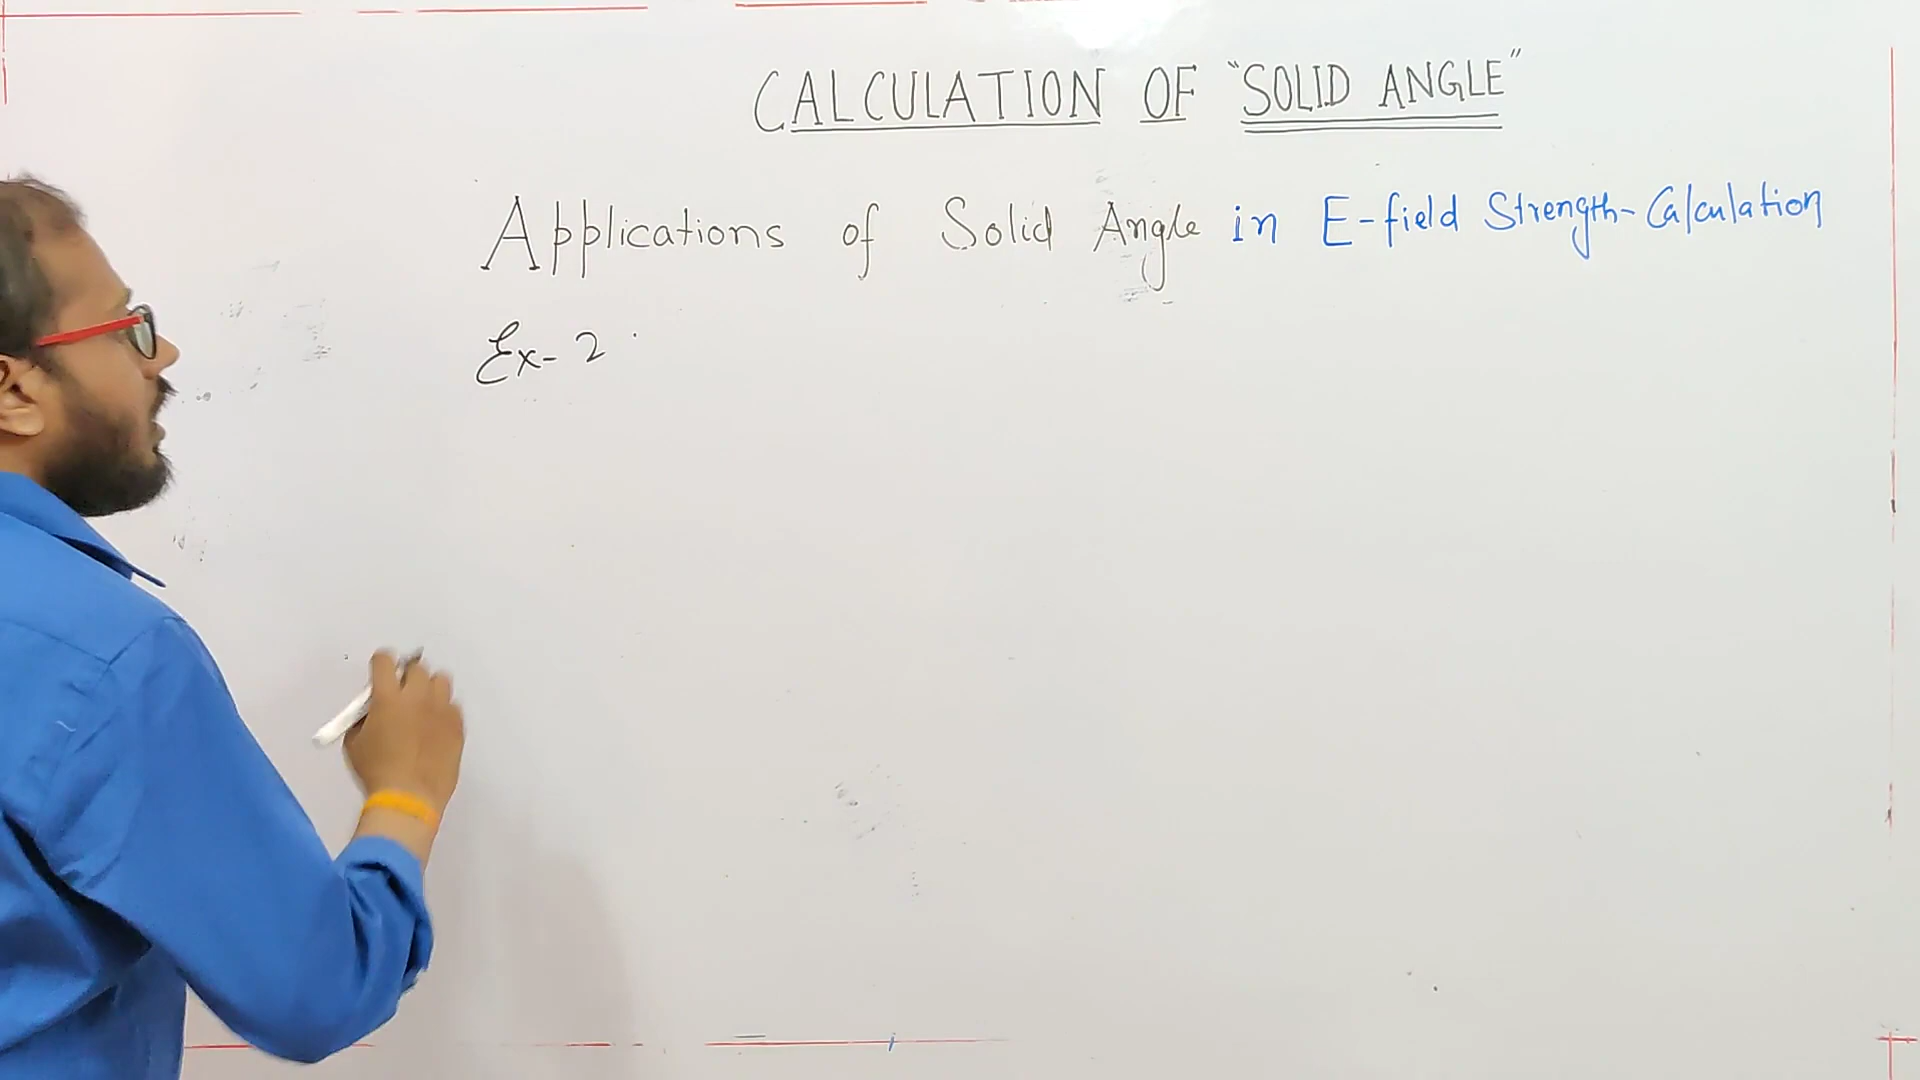 CALCULATION OF "SOLID ANGLE"
Applications of Solid Angle in E-field Strength-Calculation
Ex-2